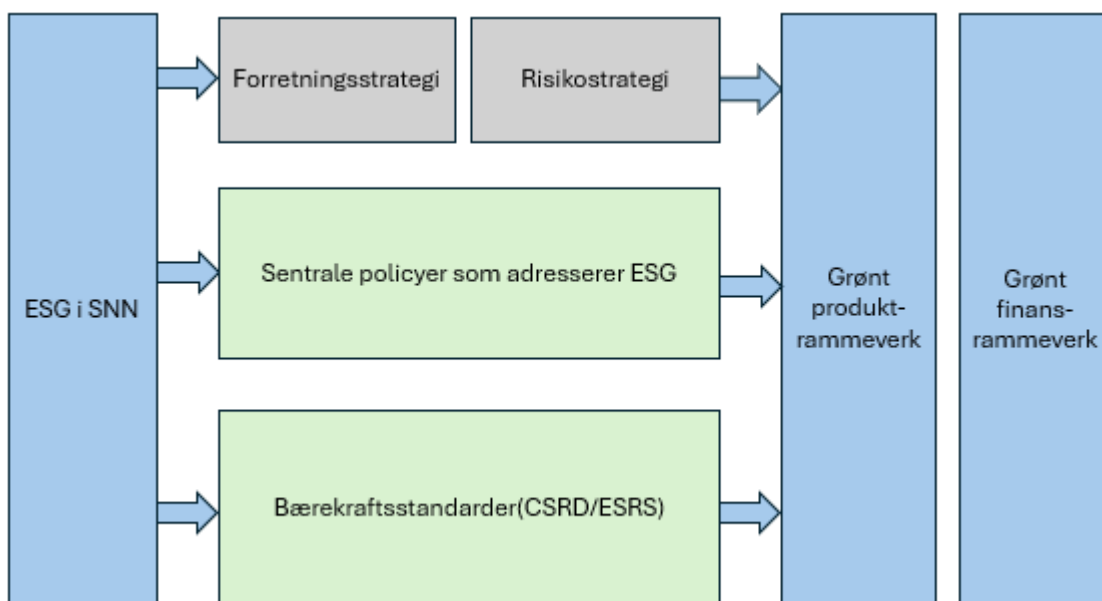 Forretningsstrategi
Risikostrategi
Sentrale policyer som adresserer ESG
ESG i SNN
Grønt
produkt-
rammeverk
Grønt
finans-
rammeverk
Bærekraftsstandarder(CSRD/ESRS)